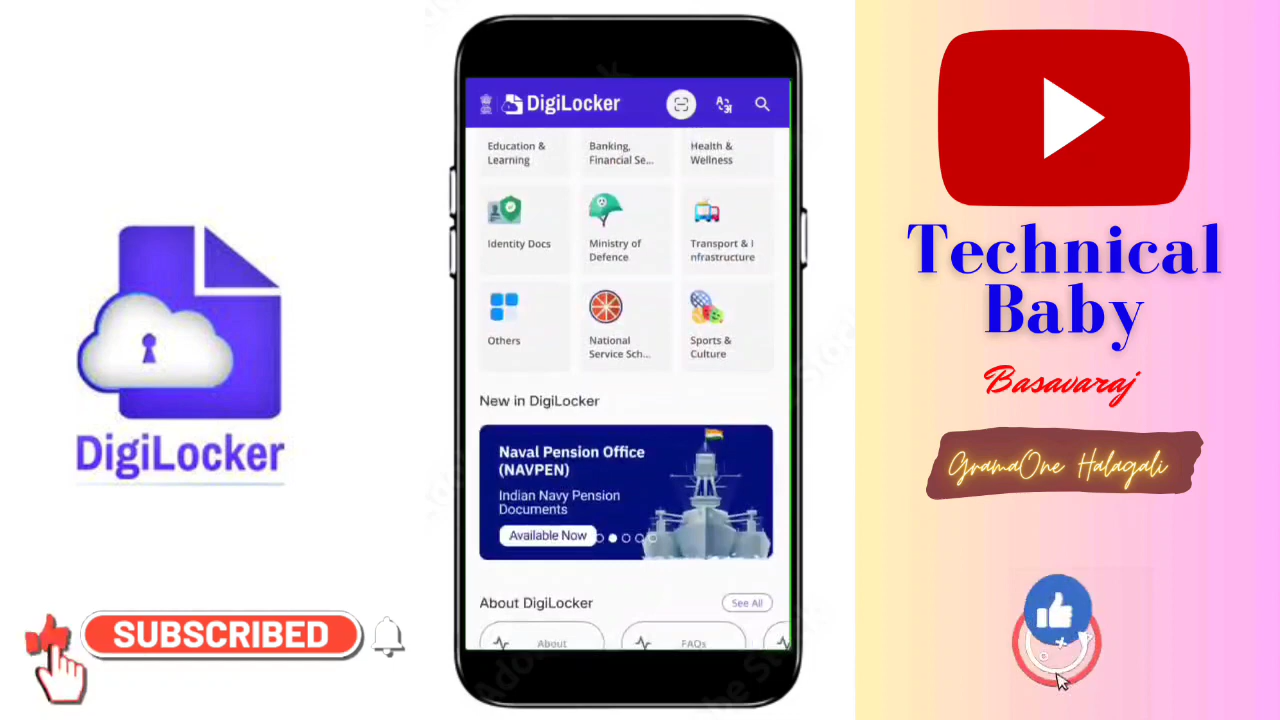 DigiLocker
SUBSCRIBED
DigiLocker
Education &
Learning
Banking,
Financial Se...
Health &
Wellness
Identity Docs
Ministry of
Defence
Transport & I
nfrastructure
Others
National
Service Sch...
Sports &
Culture
New in DigiLocker
Naval Pension Office
(NAVPEN)
Indian Navy Pension
Documents
Available Now
About DigiLocker
See All
About
FAQs
Technical
Baby
Basavaraj
GramaOne Halagali